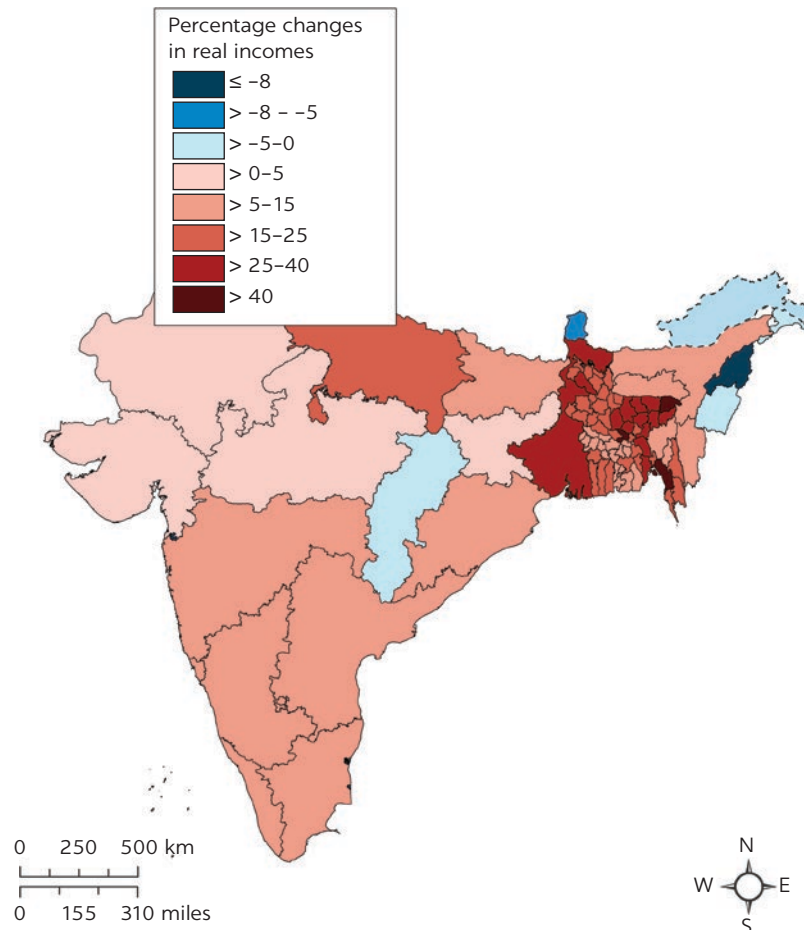 Percentage changes
in real incomes
≤ –8
> –8 – –5
> –5–0
> 0–5
> 5–15
> 15–25
> 25–40
> 40
0 250 500 km
0 155 310 miles
N
W E
S